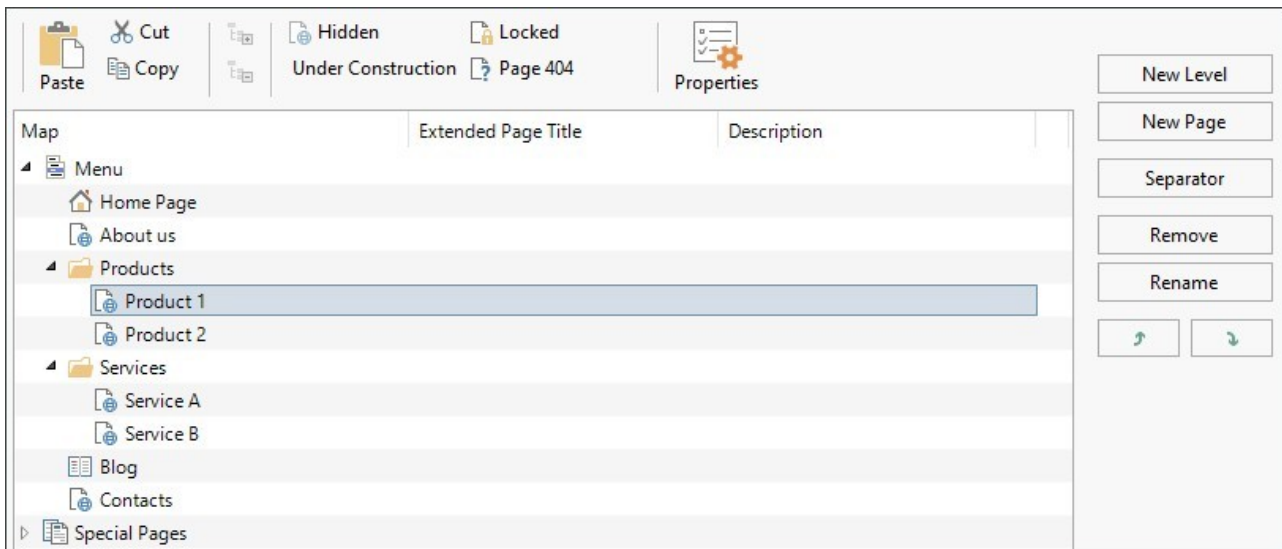 Cut Hidden Locked
Paste Copy Under Construction Page 404 Properties
New Level
New Page
Separator
Remove
Rename
Map Extended Page Title Description
Menu
Home Page
About us
Products
Product 1
Product 2
Services
Service A
Service B
Blog
Contacts
Special Pages